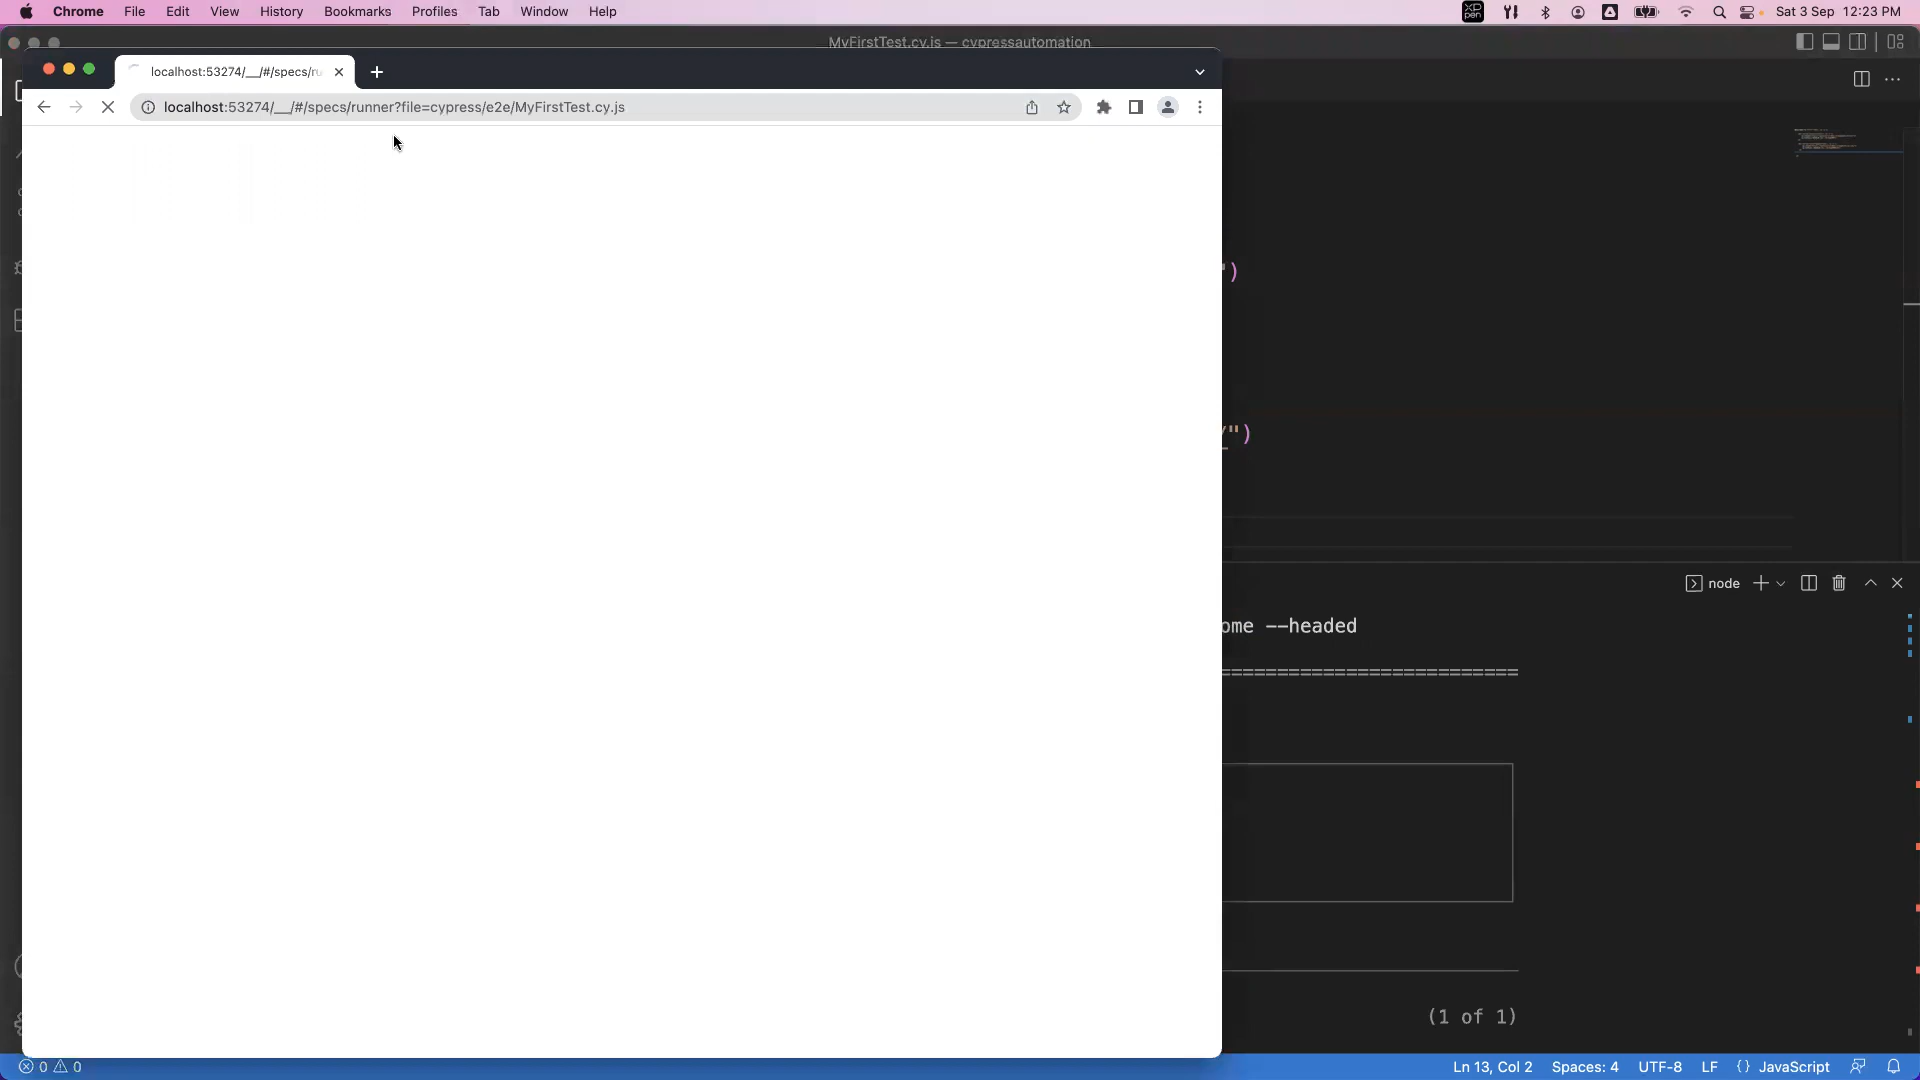 Chrome File Edit View History Bookmarks Profiles Tab Window Help
XP pen
Sat 3 Sep 12:23 PM
MyFirstTest.cy.js — cypressautomation
localhost:53274/__/#/specs/ru
localhost:53274/__/#/specs/runner?file=cypress/e2e/MyFirstTest.cy.js
")
/")
node
ome --headed
(1 of 1)
0 0
Ln 13, Col 2 Spaces: 4 UTF-8 LF {} JavaScript